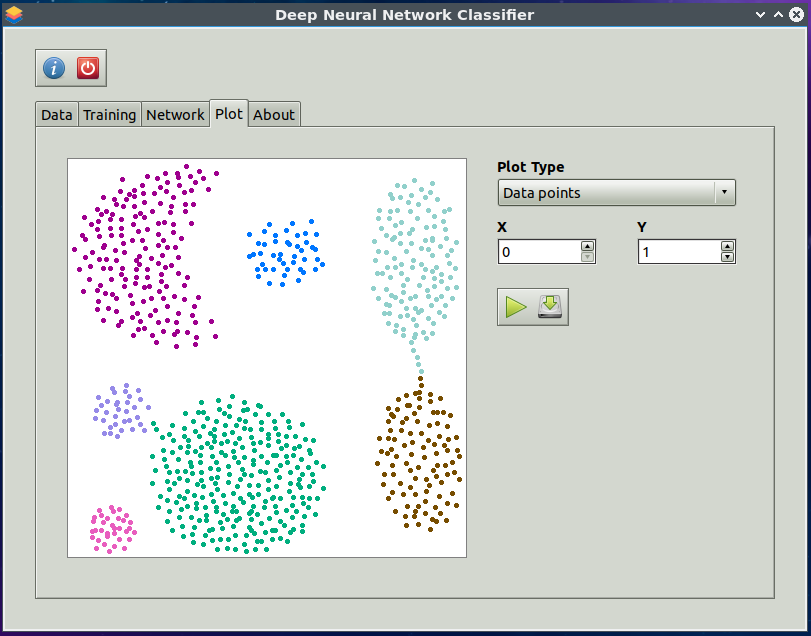 Deep Neural Network Classifier
Data Training Network Plot About
Plot Type
Data points
X Y
0 1